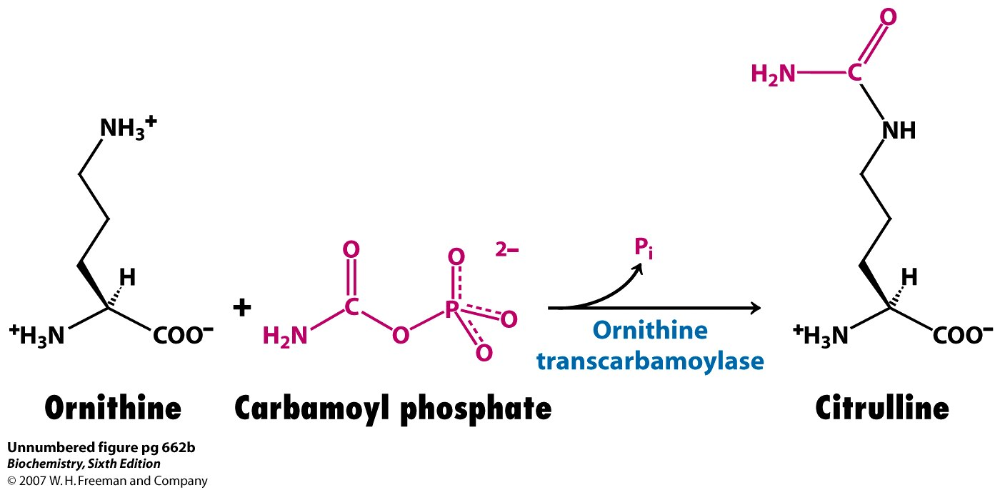 O
H₂N C
NH₃⁺
NH
O
O
2–
Pᵢ
H
H
C
P
O
⁺H₃N
COO⁻
+
H₂N
O
O
Ornithine
transcarbamoylase
⁺H₃N
COO⁻
Ornithine
Carbamoyl phosphate
Citrulline
Unnumbered figure pg 662b
Biochemistry, Sixth Edition
© 2007 W. H. Freeman and Company